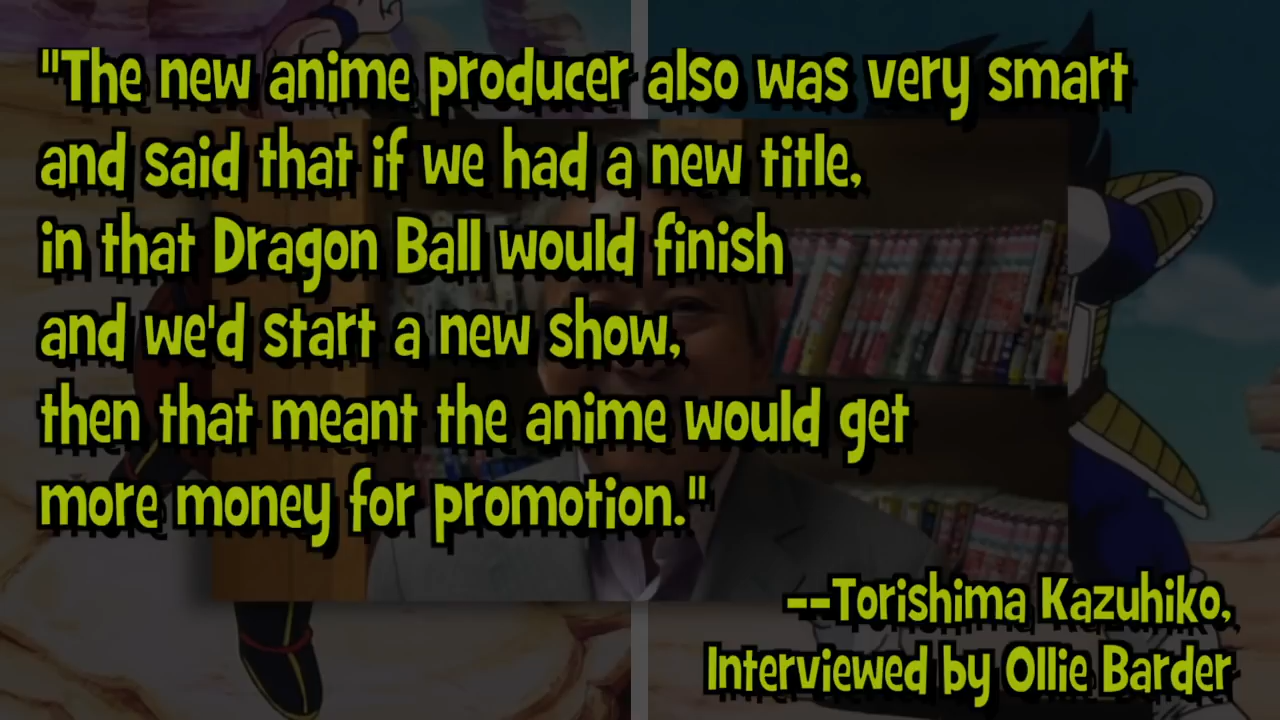 "The new anime producer also was very smart
and said that if we had a new title,
in that Dragon Ball would finish
and we'd start a new show,
then that meant the anime would get
more money for promotion."
--Torishima Kazuhiko,
Interviewed by Ollie Barder